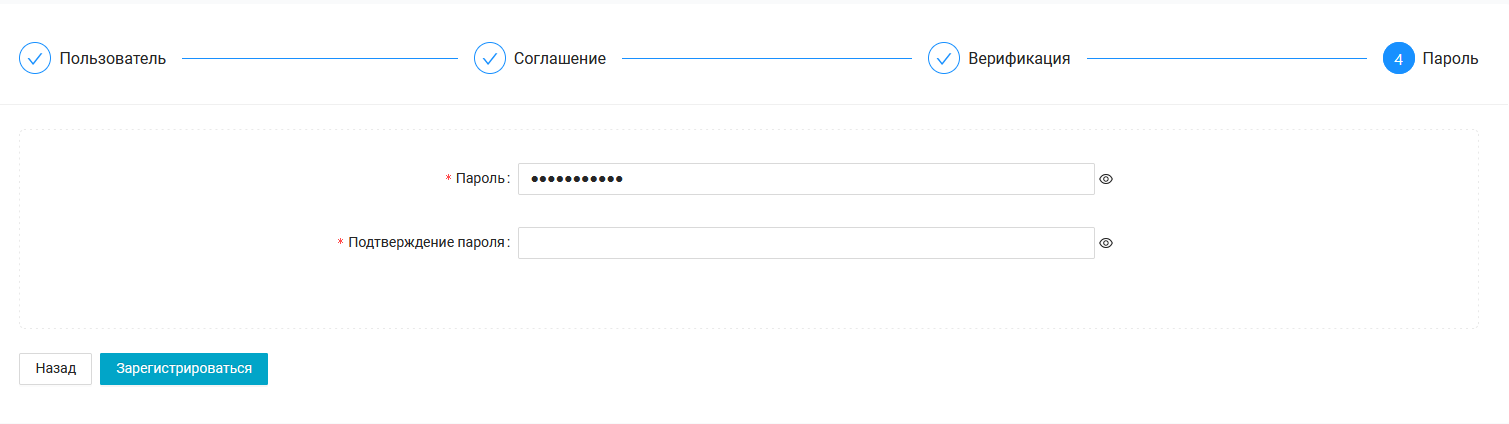 Пользователь
Соглашение
Верификация
4 Пароль
* Пароль: •••••••••••
* Подтверждение пароля:
Назад
Зарегистрироваться